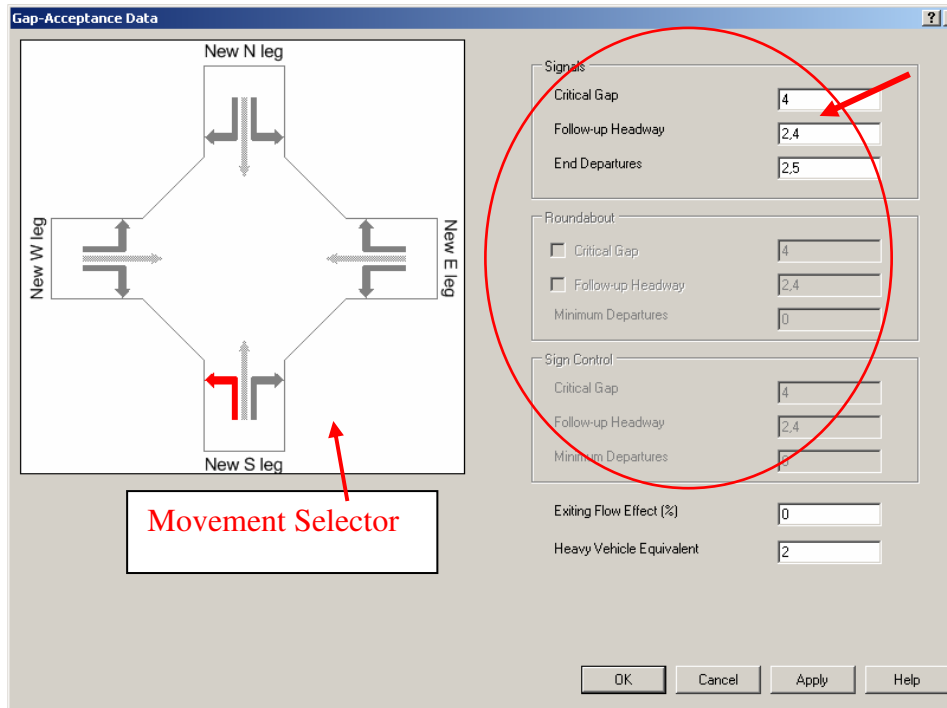 Gap-Acceptance Data
?
New N leg
New W leg
New E leg
New S leg
Movement Selector
Signals
Critical Gap 4
Follow-up Headway 2,4
End Departures 2,5
Roundabout
Critical Gap 4
Follow-up Headway 2,4
Minimum Departures 0
Sign Control
Critical Gap 4
Follow-up Headway 2,4
Minimum Departures
Exiting Flow Effect (%) 0
Heavy Vehicle Equivalent 2
OK Cancel Apply Help